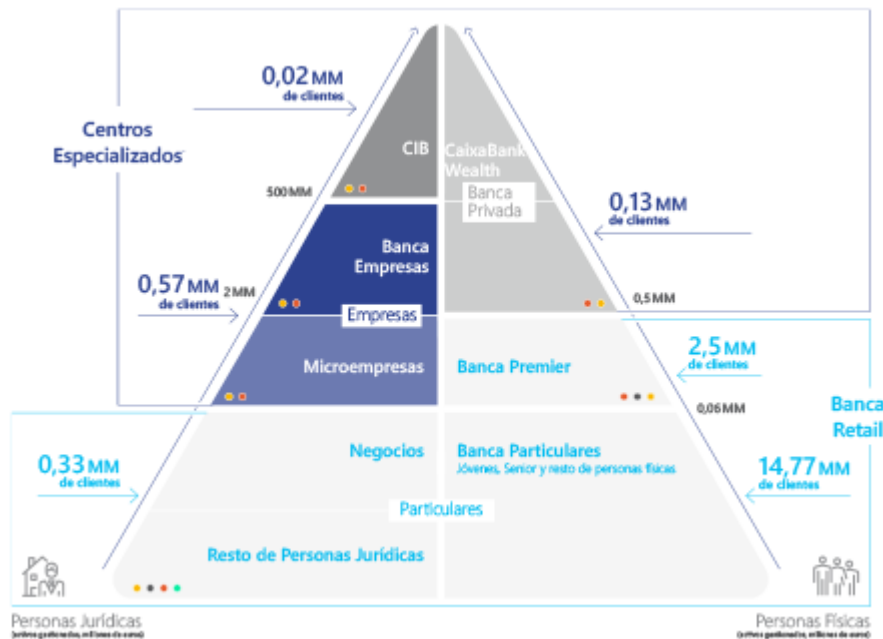 0,02 MM
de clientes
Centros
Especializados
CIB
CaixaBank
Wealth
500 MM
Banca
Privada
0,13 MM
de clientes
Banca
Empresas
0,57 MM
de clientes
2 MM
0,5 MM
Empresas
2,5 MM
de clientes
Microempresas
Banca Premier
0,06 MM
Banca
Retail
Negocios
Banca Particulares
Jóvenes, Senior y resto de personas físicas
0,33 MM
de clientes
14,77 MM
de clientes
Particulares
Resto de Personas Jurídicas
Personas Jurídicas
Personas Físicas